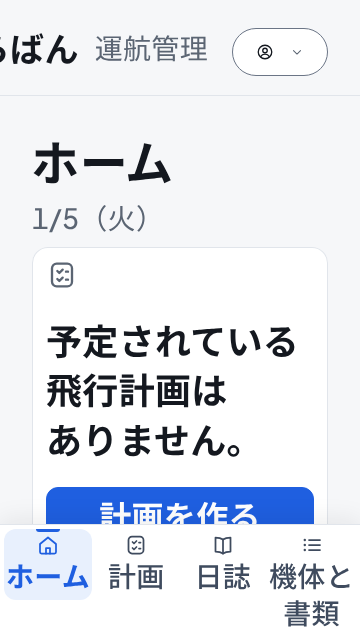 らばん 運航管理
ホーム
1/5（火）
予定されている
飛行計画は
ありません。
計画を作る
ホーム 計画 日誌 機体と
書類